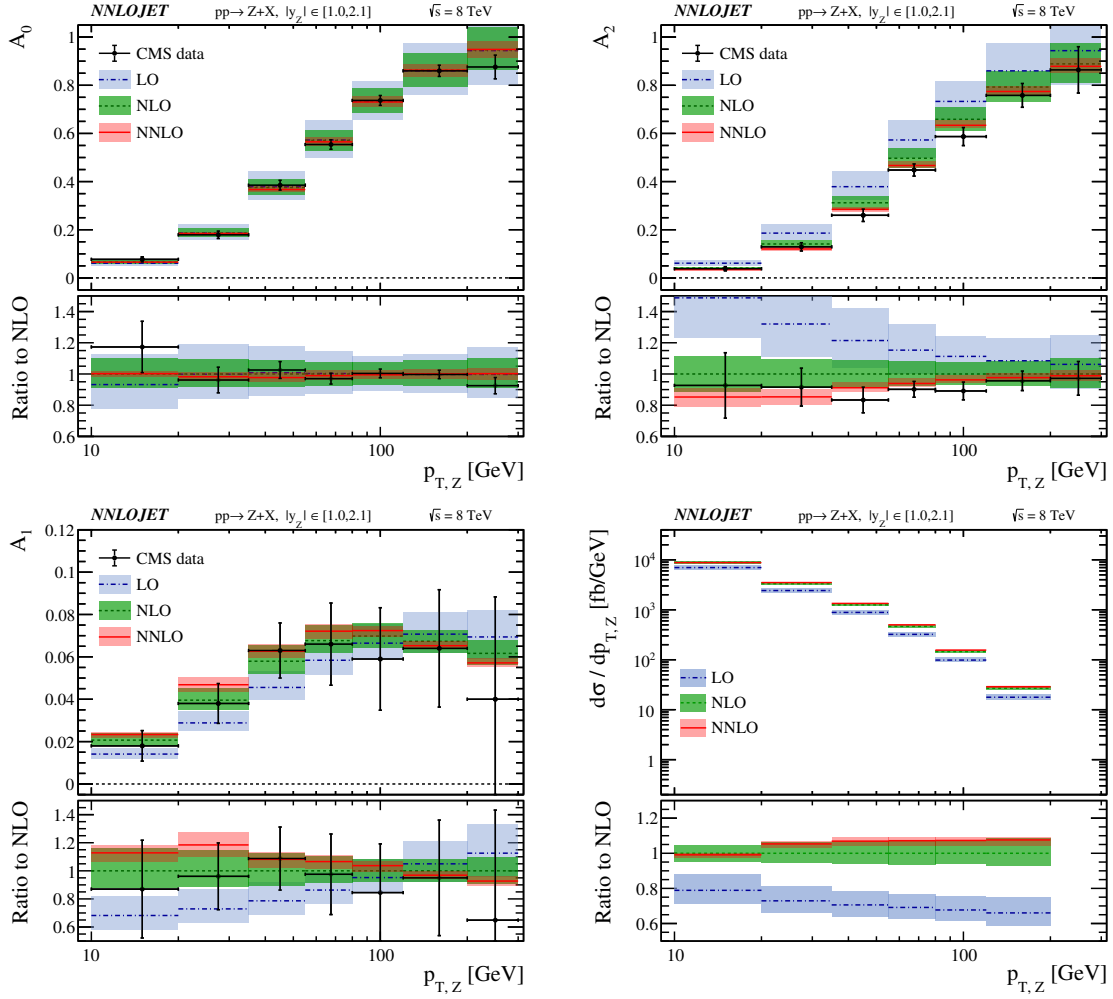 NNLOJET pp→ Z+X, |y_Z| ∈ [1.0,2.1] √s = 8 TeV
A_0
1
0.8
0.6
0.4
0.2
0
CMS data
LO
NLO
NNLO
Ratio to NLO
1.4
1.2
1.0
0.8
0.6
10 100
p_T, Z [GeV]
NNLOJET pp→ Z+X, |y_Z| ∈ [1.0,2.1] √s = 8 TeV
A_2
1
0.8
0.6
0.4
0.2
0
CMS data
LO
NLO
NNLO
Ratio to NLO
1.4
1.2
1.0
0.8
0.6
10 100
p_T, Z [GeV]
NNLOJET pp→ Z+X, |y_Z| ∈ [1.0,2.1] √s = 8 TeV
A_1
0.12
0.1
0.08
0.06
0.04
0.02
0
CMS data
LO
NLO
NNLO
Ratio to NLO
1.4
1.2
1.0
0.8
0.6
10 100
p_T, Z [GeV]
NNLOJET pp→ Z+X, |y_Z| ∈ [1.0,2.1] √s = 8 TeV
dσ / dp_T,Z [fb/GeV]
10^4
10^3
10^2
10
1
LO
NLO
NNLO
Ratio to NLO
1.2
1.0
0.8
0.6
10 100
p_T, Z [GeV]